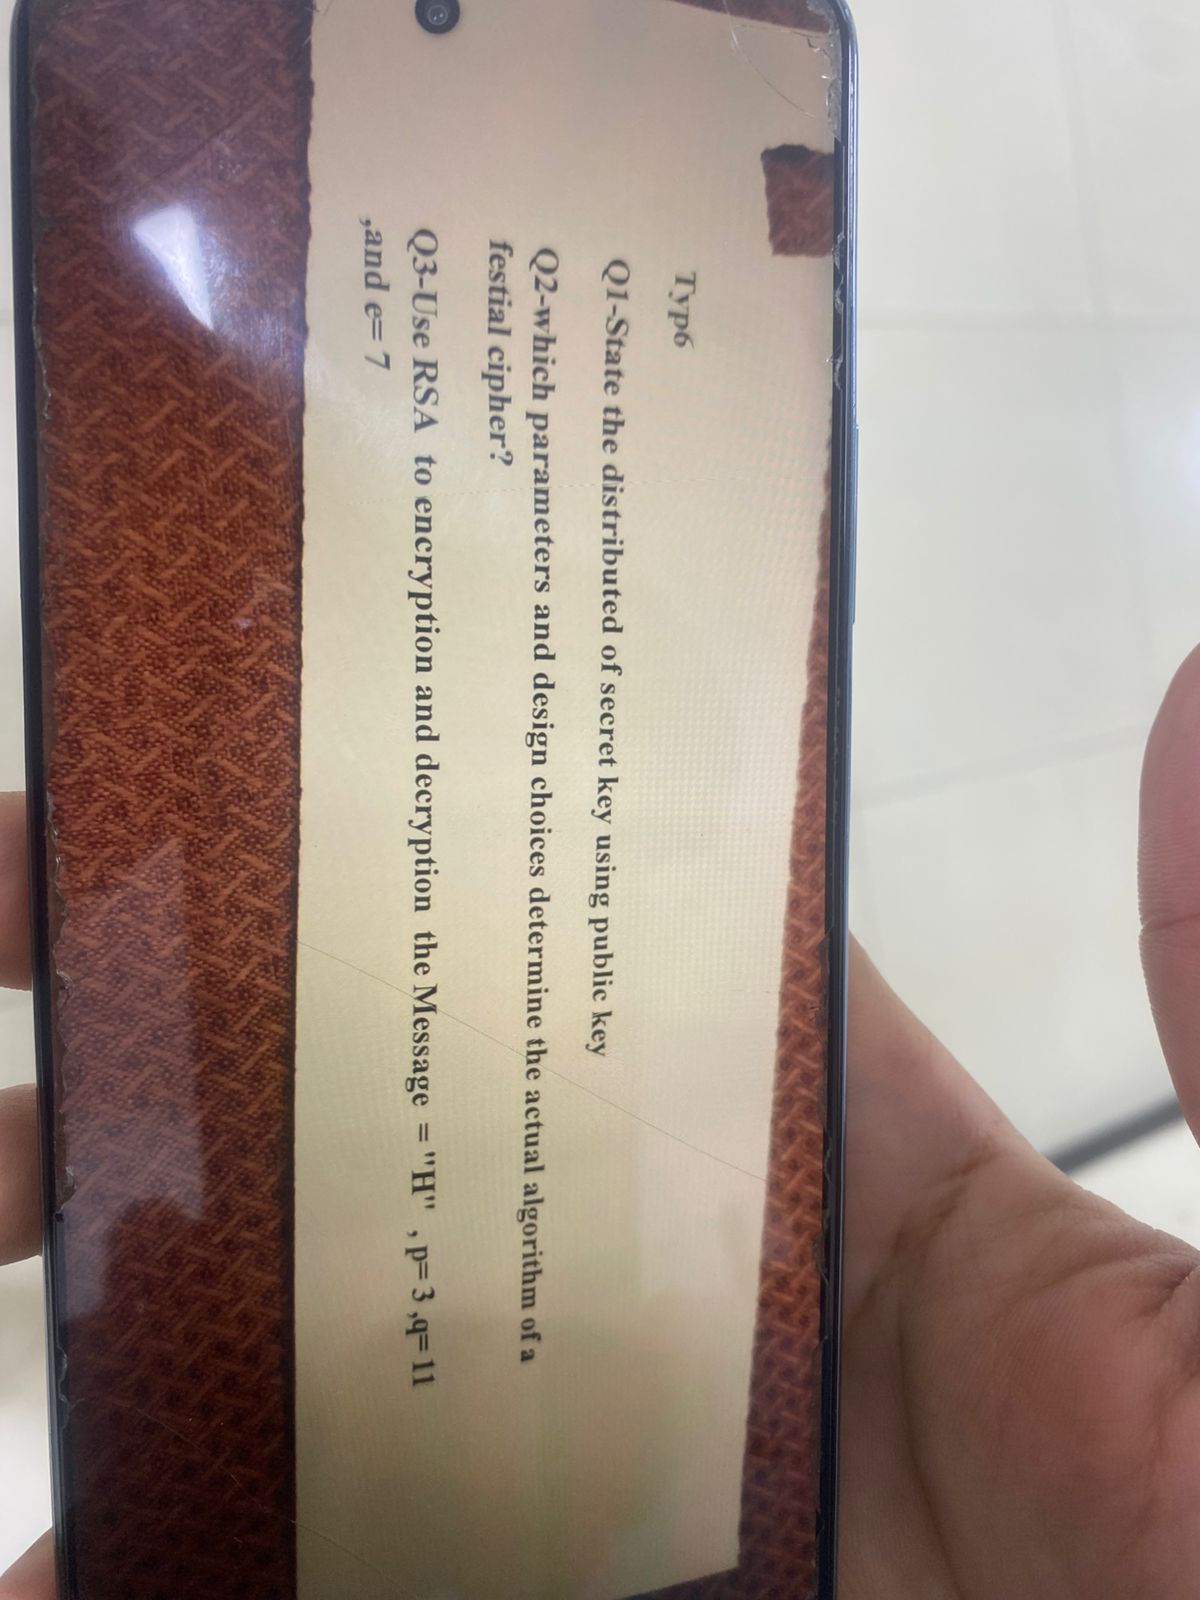 Typ6
Q1-State the distributed of secret key using public key
Q2-which parameters and design choices determine the actual algorithm of a
festial cipher?
Q3-Use RSA to encryption and decryption the Message = "H" , p= 3 ,q= 11
,and e= 7